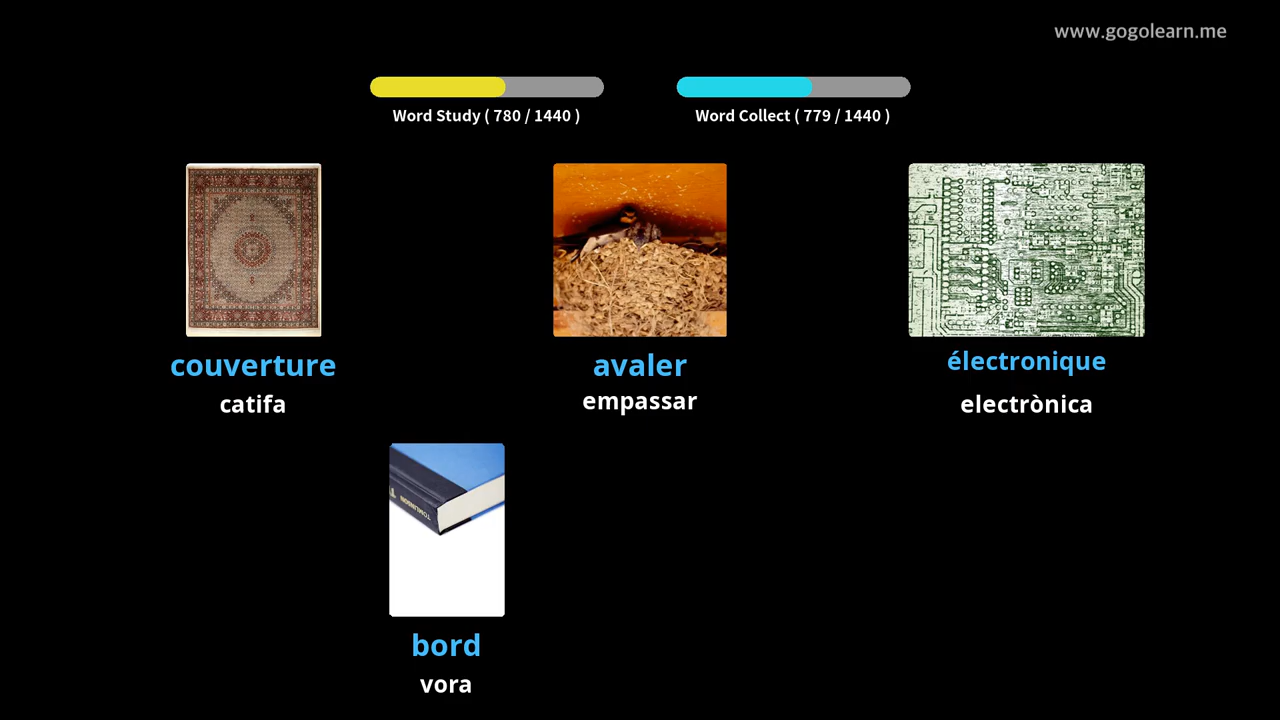 www.gogolearn.me
Word Study ( 780 / 1440 )
Word Collect ( 779 / 1440 )
couverture
catifa
avaler
empassar
électronique
electrònica
TOMLINSON
bord
vora